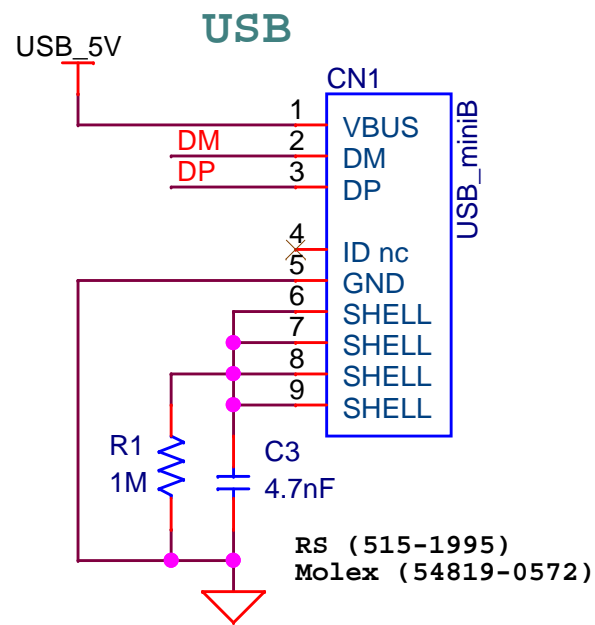 USB
USB_5V
CN1
1 VBUS
DM 2 DM
DP 3 DP
4 ID nc
5 GND
6 SHELL
7 SHELL
8 SHELL
9 SHELL
USB_miniB
R1
1M
C3
4.7nF
RS (515-1995)
Molex (54819-0572)